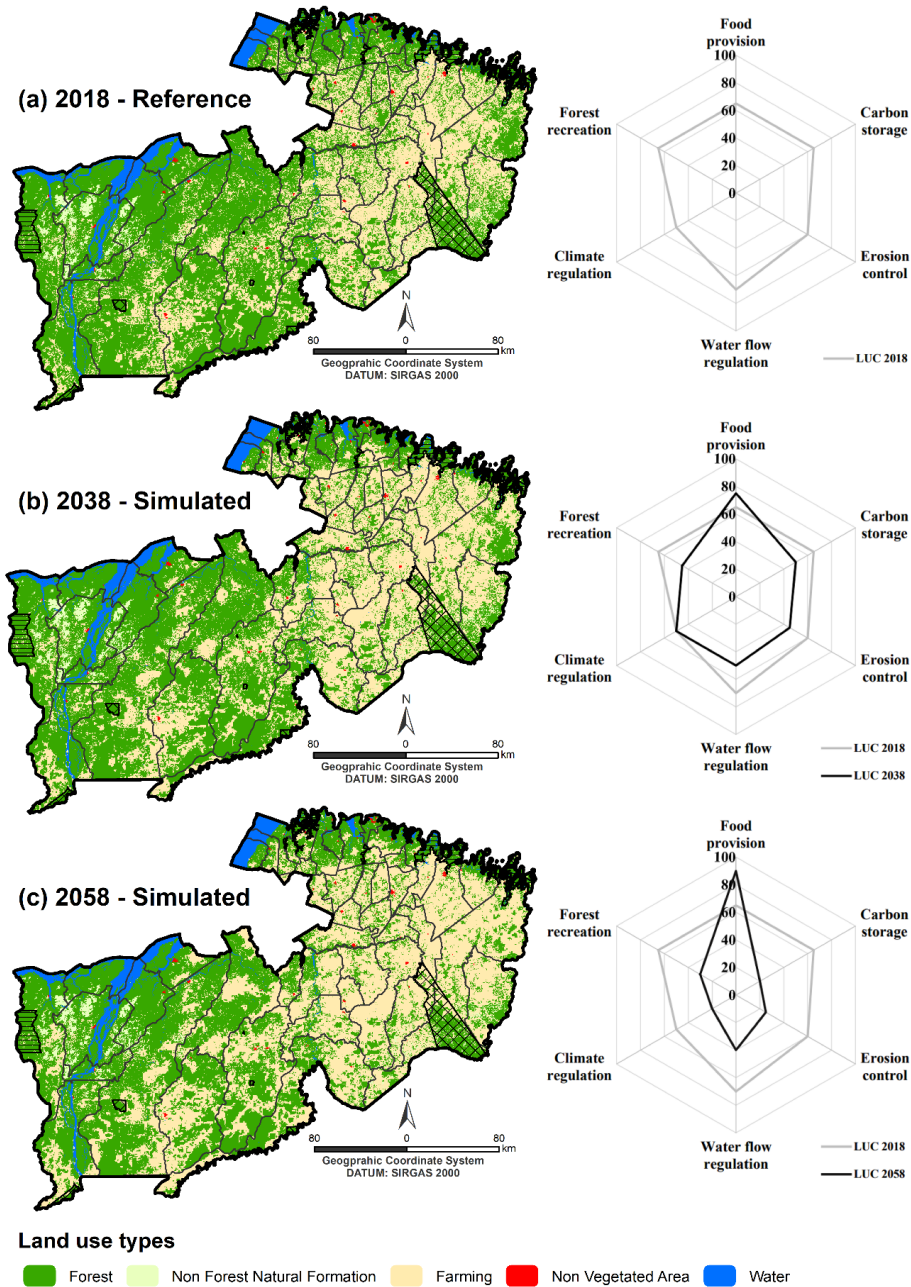 (a) 2018 - Reference
N
80
0
80
km
Geogprahic Coordinate System
DATUM: SIRGAS 2000
Food
provision
100
80
60
40
20
0
Forest
recreation
Carbon
storage
Climate
regulation
Erosion
control
Water flow
regulation
LUC 2018
(b) 2038 - Simulated
N
80
0
80
km
Geogprahic Coordinate System
DATUM: SIRGAS 2000
Food
provision
100
80
60
40
20
0
Forest
recreation
Carbon
storage
Climate
regulation
Erosion
control
Water flow
regulation
LUC 2018
LUC 2038
(c) 2058 - Simulated
N
80
0
80
km
Geogprahic Coordinate System
DATUM: SIRGAS 2000
Food
provision
100
80
60
40
20
0
Forest
recreation
Carbon
storage
Climate
regulation
Erosion
control
Water flow
regulation
LUC 2018
LUC 2058
Land use types
Forest
Non Forest Natural Formation
Farming
Non Vegetated Area
Water